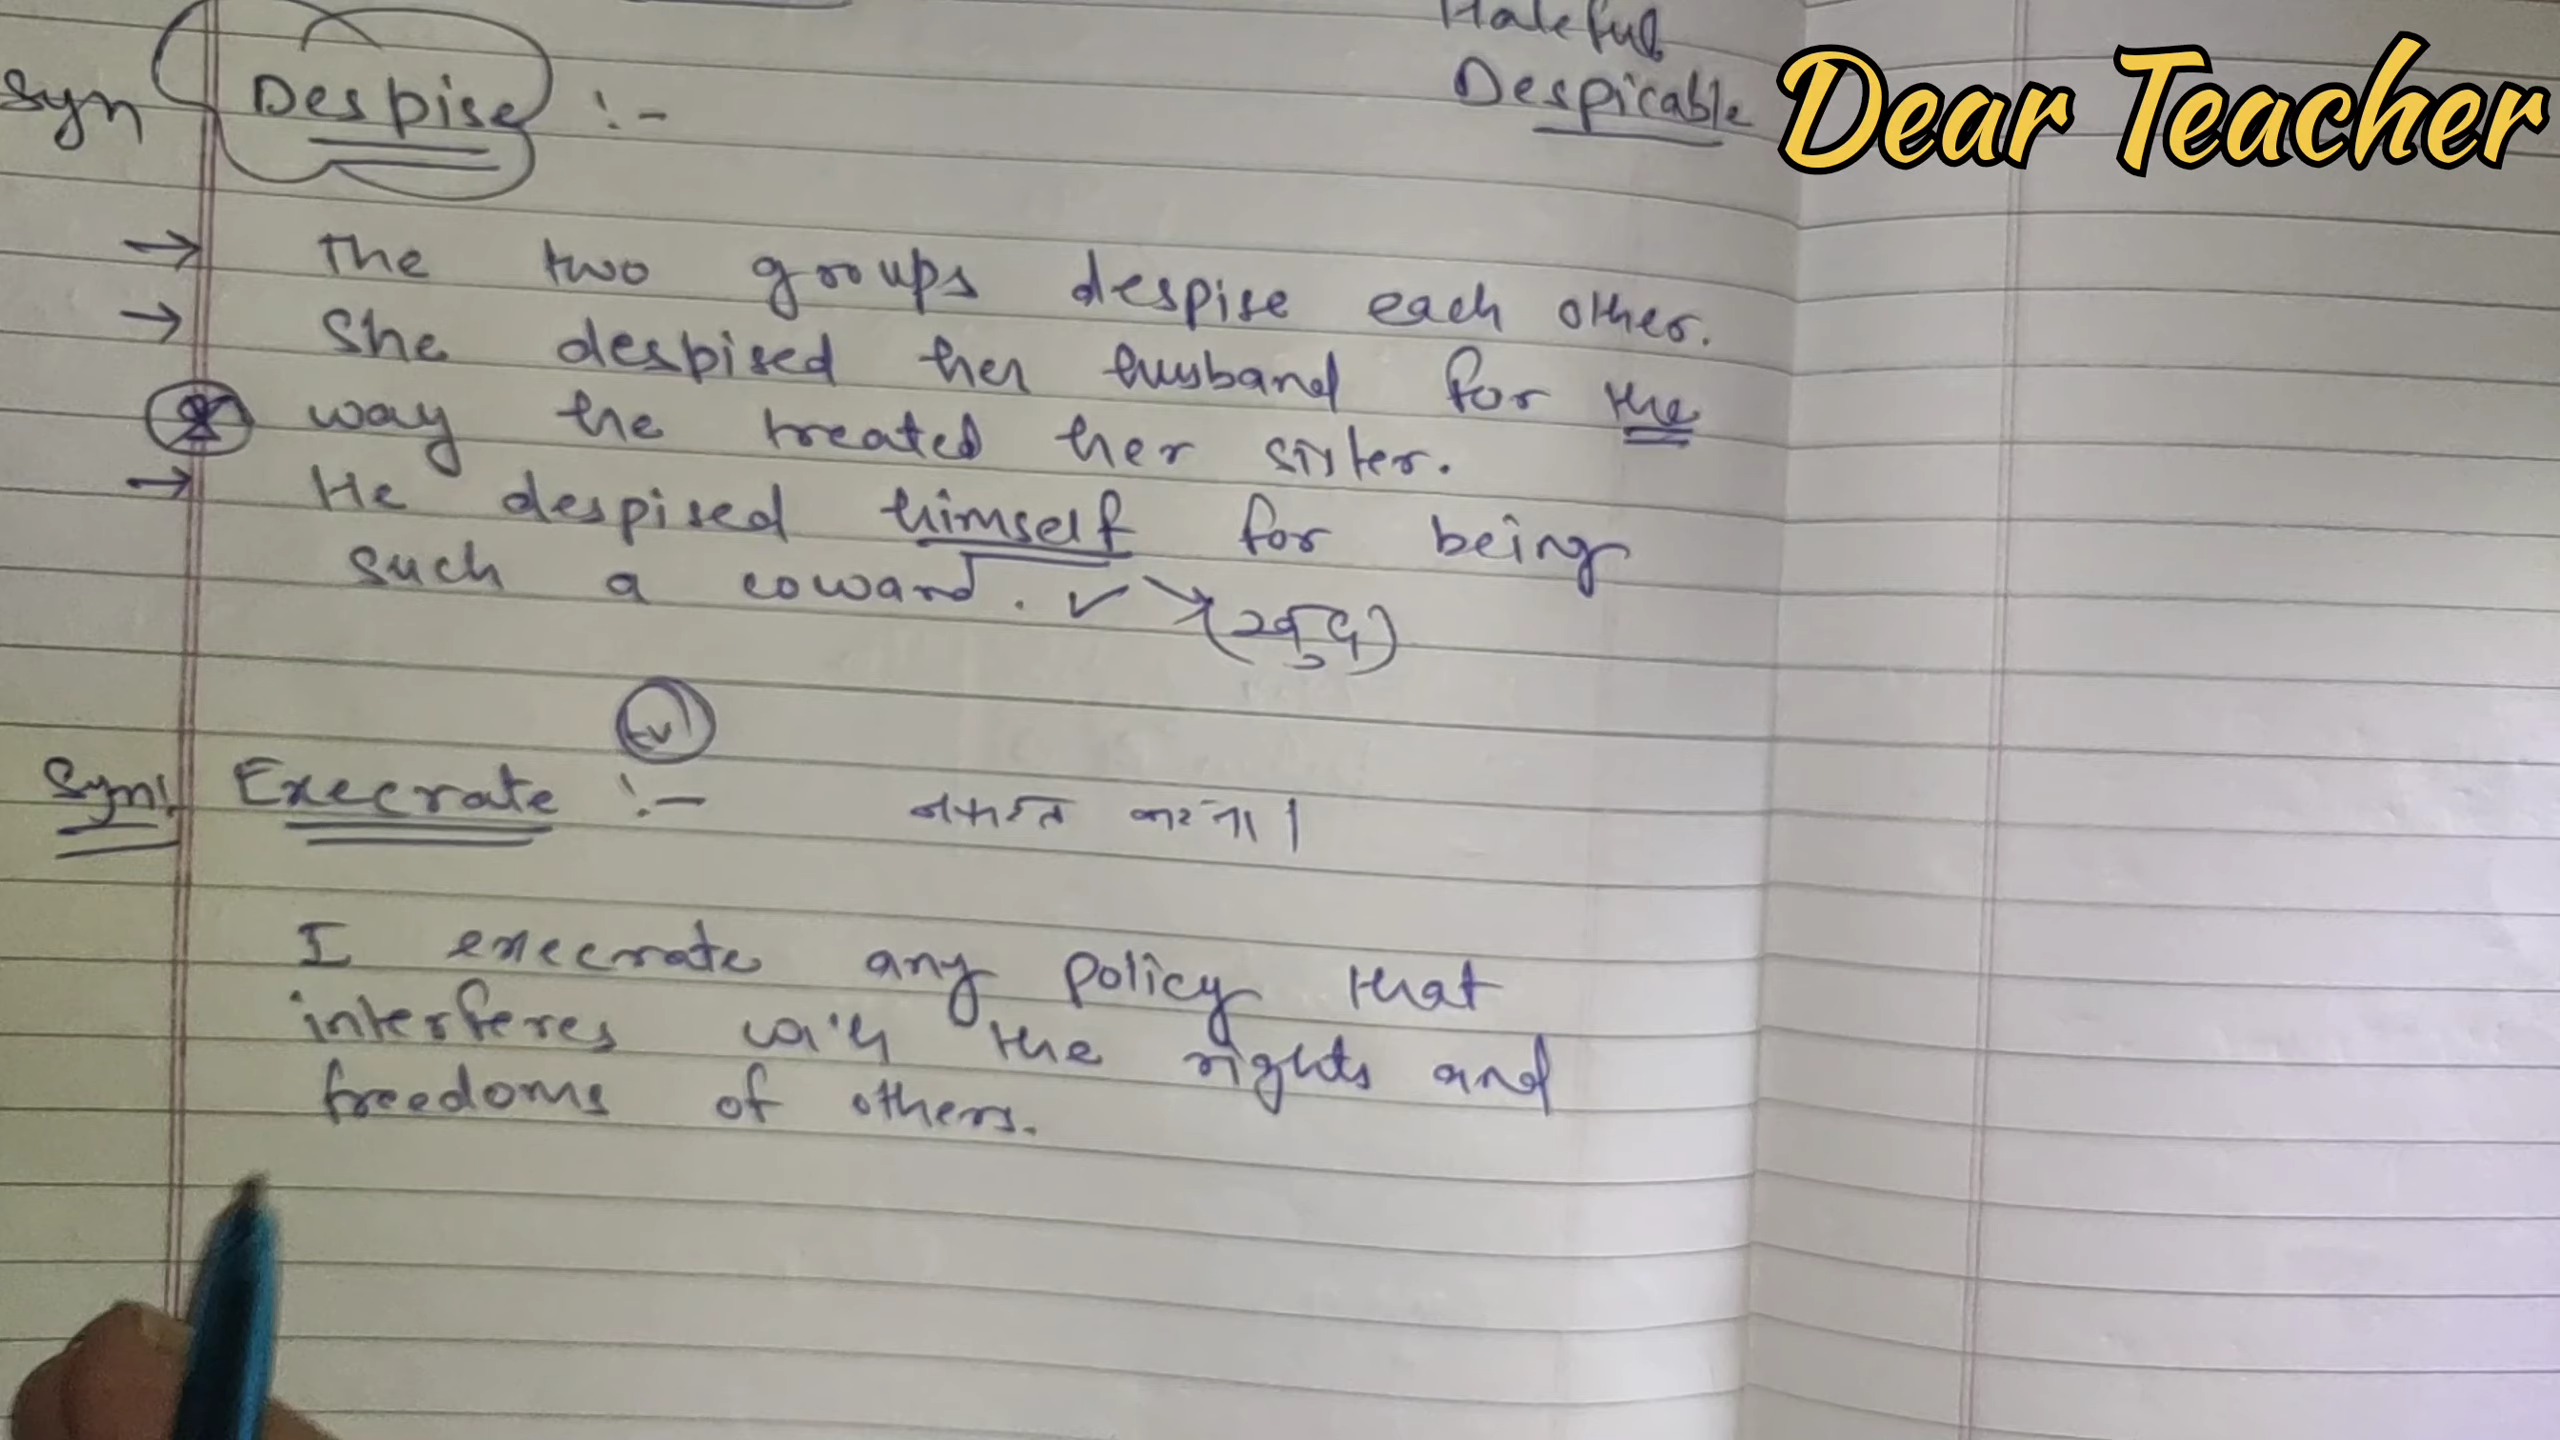 Hateful
Despicable
Dear Teacher
Syn Despise :-
→ The two groups despise each other.
→ She despised her husband for the
way he treated her sister.
→ He despised himself for being
such a coward. ✓ → (खुद)
Syn! Execrate :- नफरत करना।
I execrate any policy that
interferes with the rights and
freedoms of others.